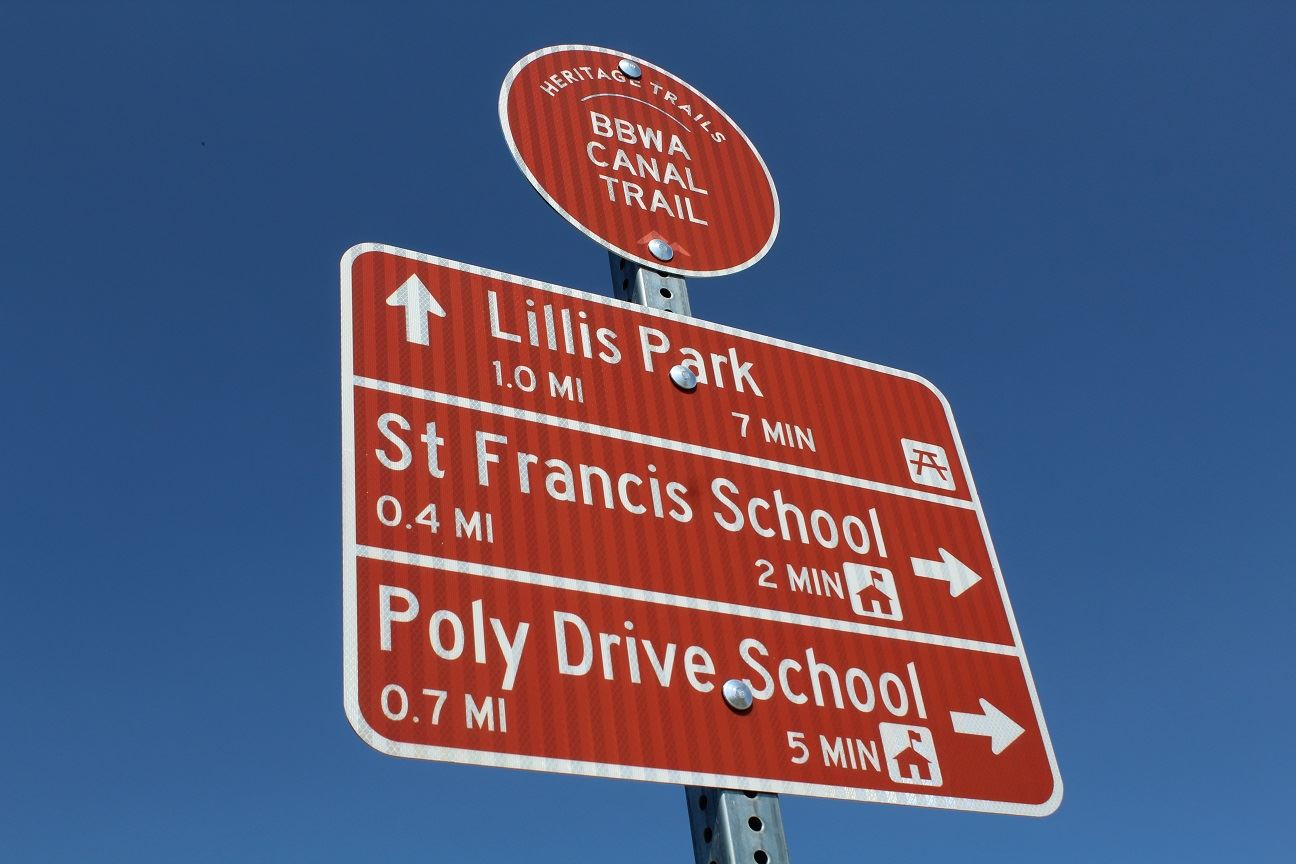 HERITAGE TRAILS
BBWA
CANAL
TRAIL
Lillis Park
1.0 MI 7 MIN
St Francis School
0.4 MI 2 MIN
Poly Drive School
0.7 MI 5 MIN